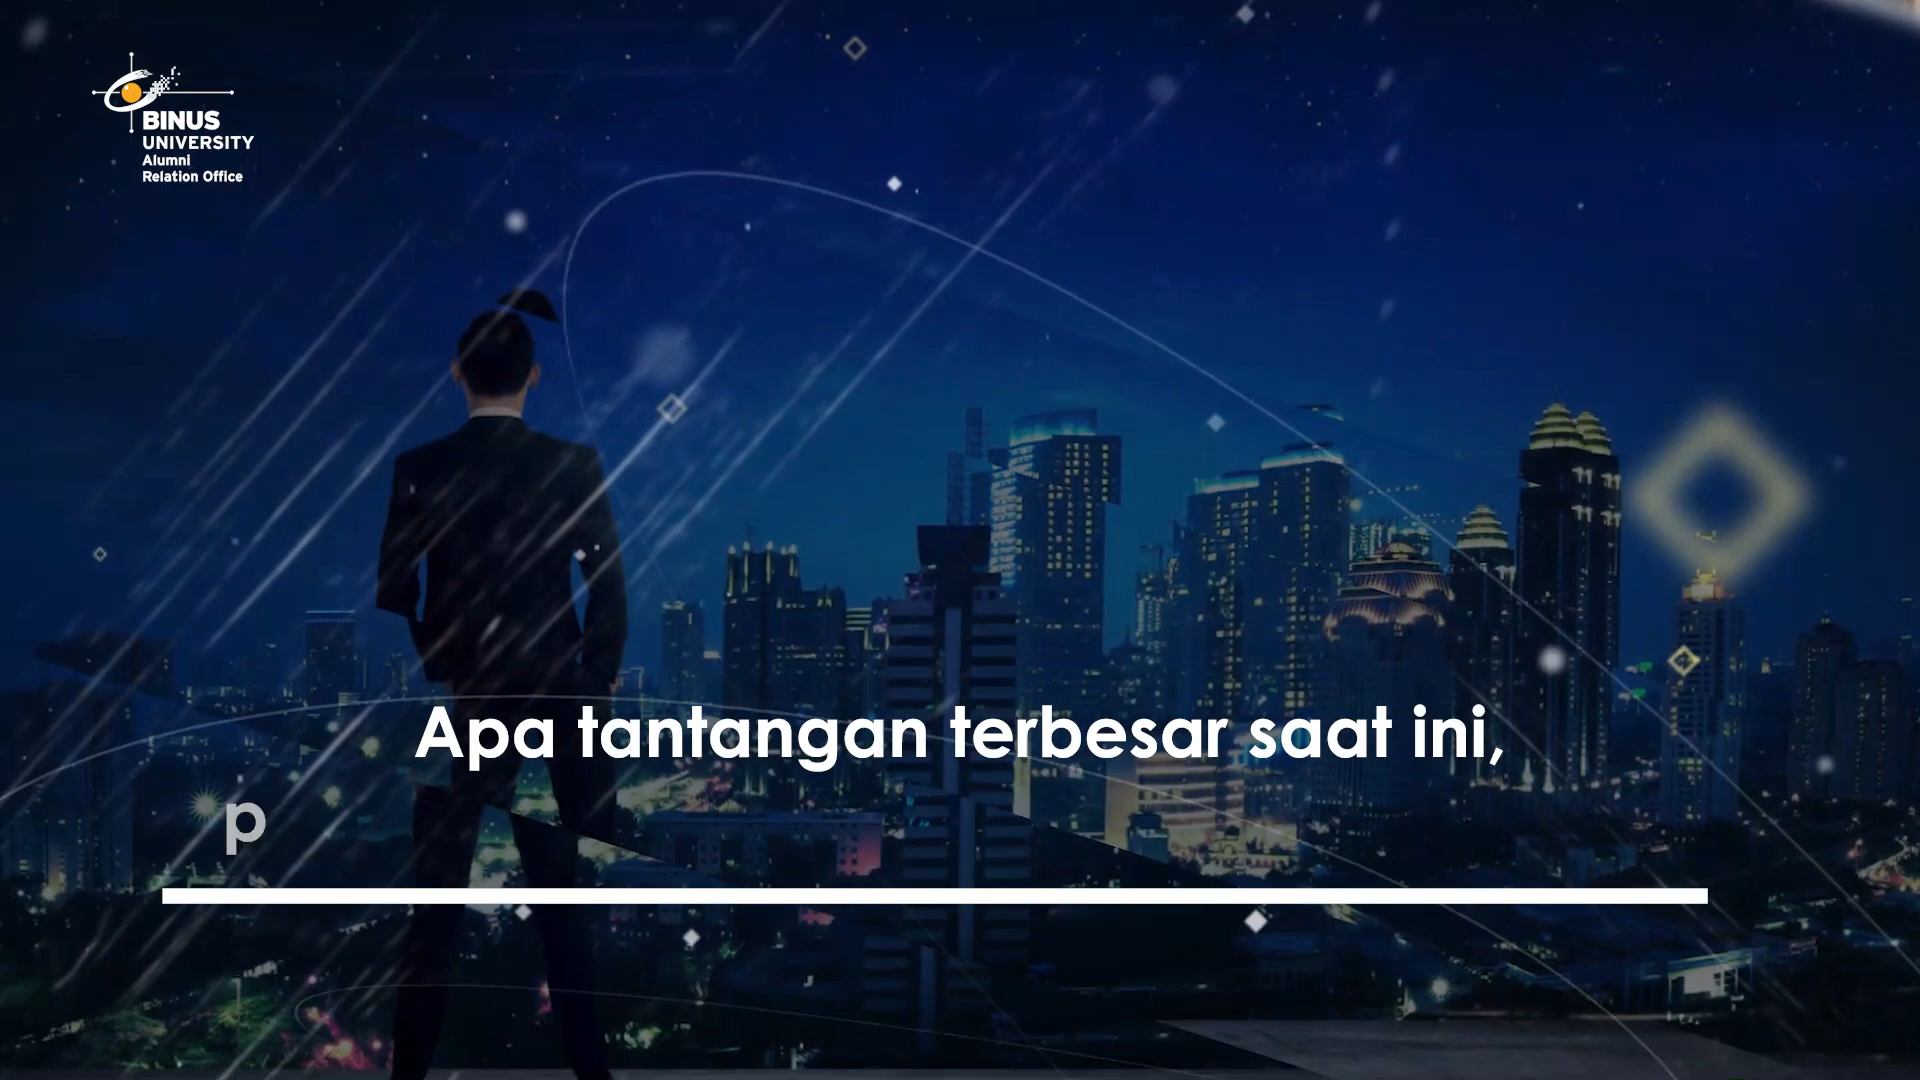 BINUS
UNIVERSITY
Alumni
Relation Office
Apa tantangan terbesar saat ini,
p